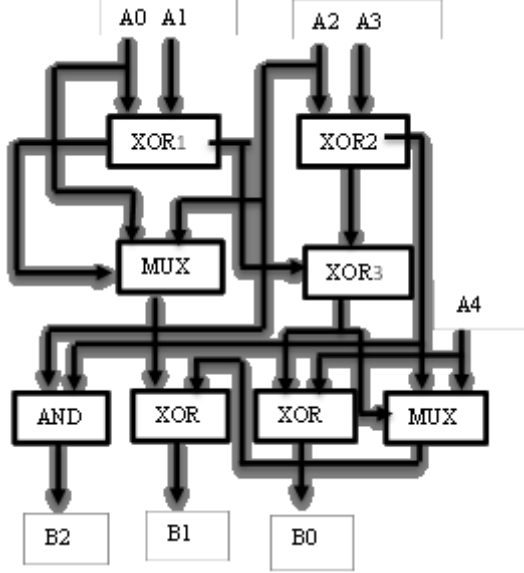 A0 A1 A2 A3
XOR1 XOR2
MUX XOR3
A4
AND XOR XOR MUX
B2 B1 B0